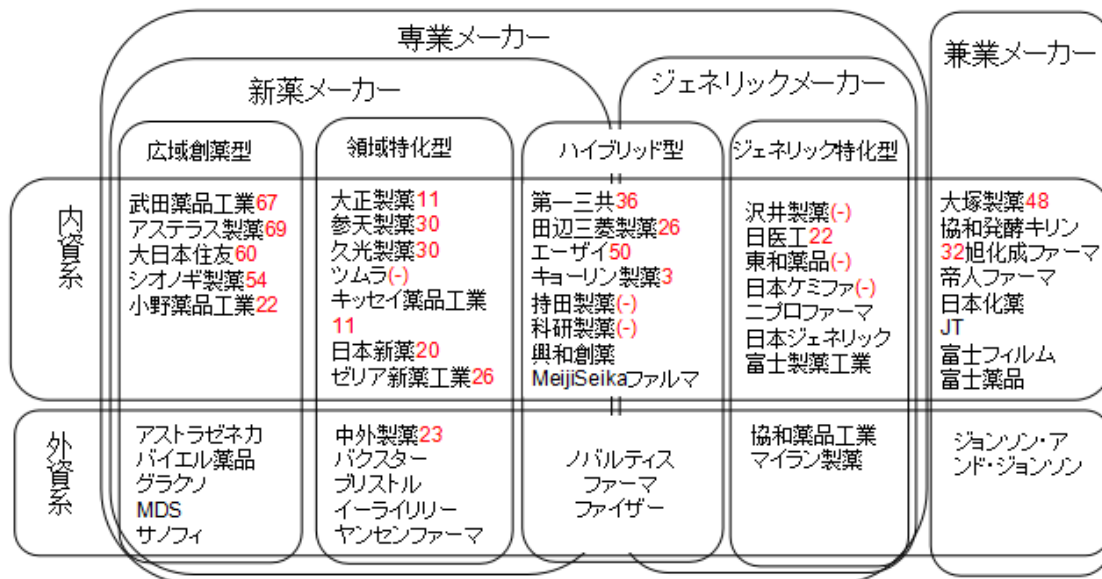 専業メーカー
兼業メーカー
新薬メーカー
ジェネリックメーカー
広域創薬型
領域特化型
ハイブリッド型
ジェネリック特化型
内資系
武田薬品工業67
アステラス製薬69
大日本住友60
シオノギ製薬54
小野薬品工業22
大正製薬11
参天製薬30
久光製薬30
ツムラ(-)
キッセイ薬品工業
11
日本新薬20
ゼリア新薬工業26
第一三共36
田辺三菱製薬26
エーザイ50
キョーリン製薬3
持田製薬(-)
科研製薬(-)
興和創薬
MeijiSeikaファルマ
沢井製薬(-)
日医工22
東和薬品(-)
日本ケミファ(-)
ニプロファーマ
日本ジェネリック
富士製薬工業
大塚製薬48
協和発酵キリン
32旭化成ファーマ
帝人ファーマ
日本化薬
JT
富士フィルム
富士薬品
外資系
アストラゼネカ
バイエル薬品
グラクソ
MDS
サノフィ
中外製薬23
バクスター
ブリストル
イーライリリー
ヤンセンファーマ
ノバルティス
ファーマ
ファイザー
協和薬品工業
マイラン製薬
ジョンソン・ア
ンド・ジョンソン